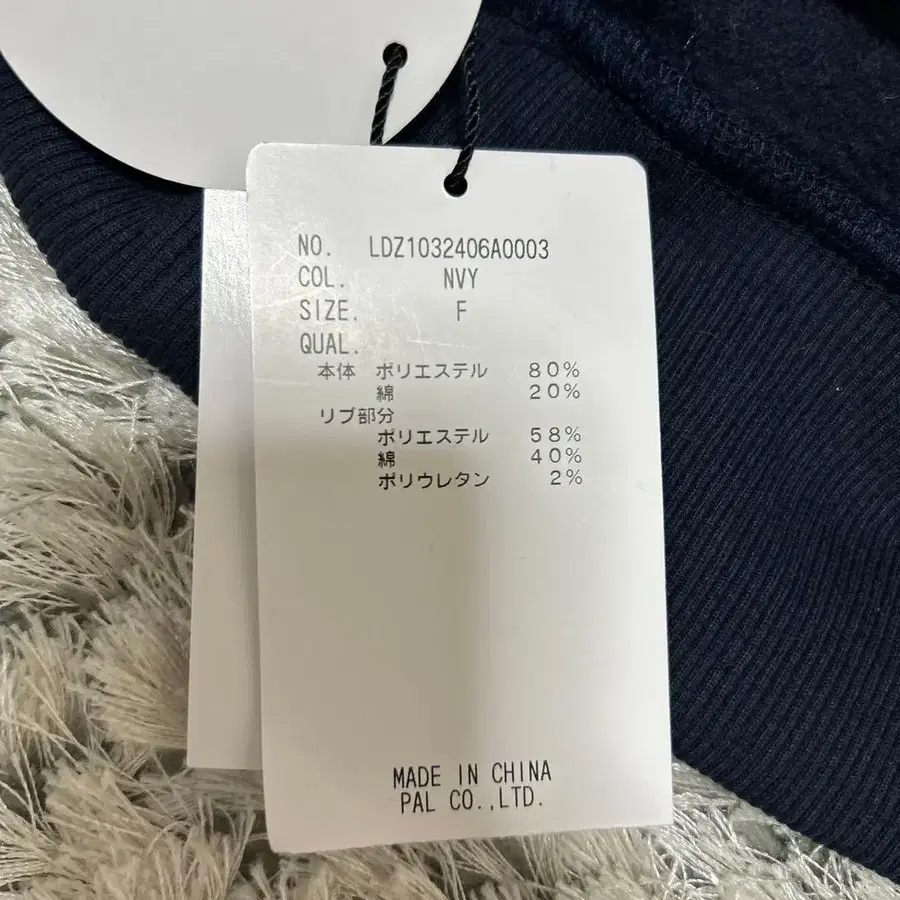 NO. LDZ1032406A0003
COL. NVY
SIZE. F
QUAL.
本体 ポリエステル 80%
綿 20%
リブ部分
ポリエステル 58%
綿 40%
ポリウレタン 2%
MADE IN CHINA
PAL CO.,LTD.